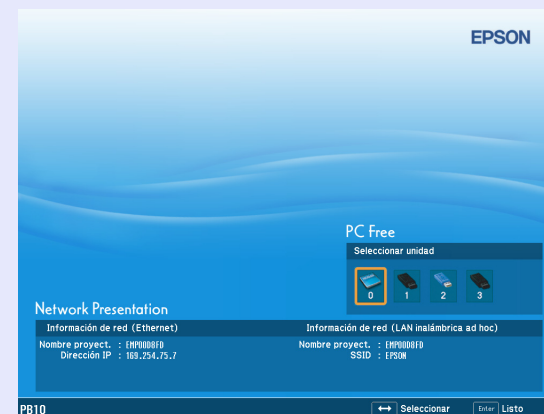 EPSON
PC Free
Seleccionar unidad
0 1 2 3
Network Presentation
Información de red (Ethernet)
Nombre proyect. : EMP00D8FD
Dirección IP : 169.254.75.7
Información de red (LAN inalámbrica ad hoc)
Nombre proyect. : EMP00D8FD
SSID : EPSON
PB10
Seleccionar
Enter Listo